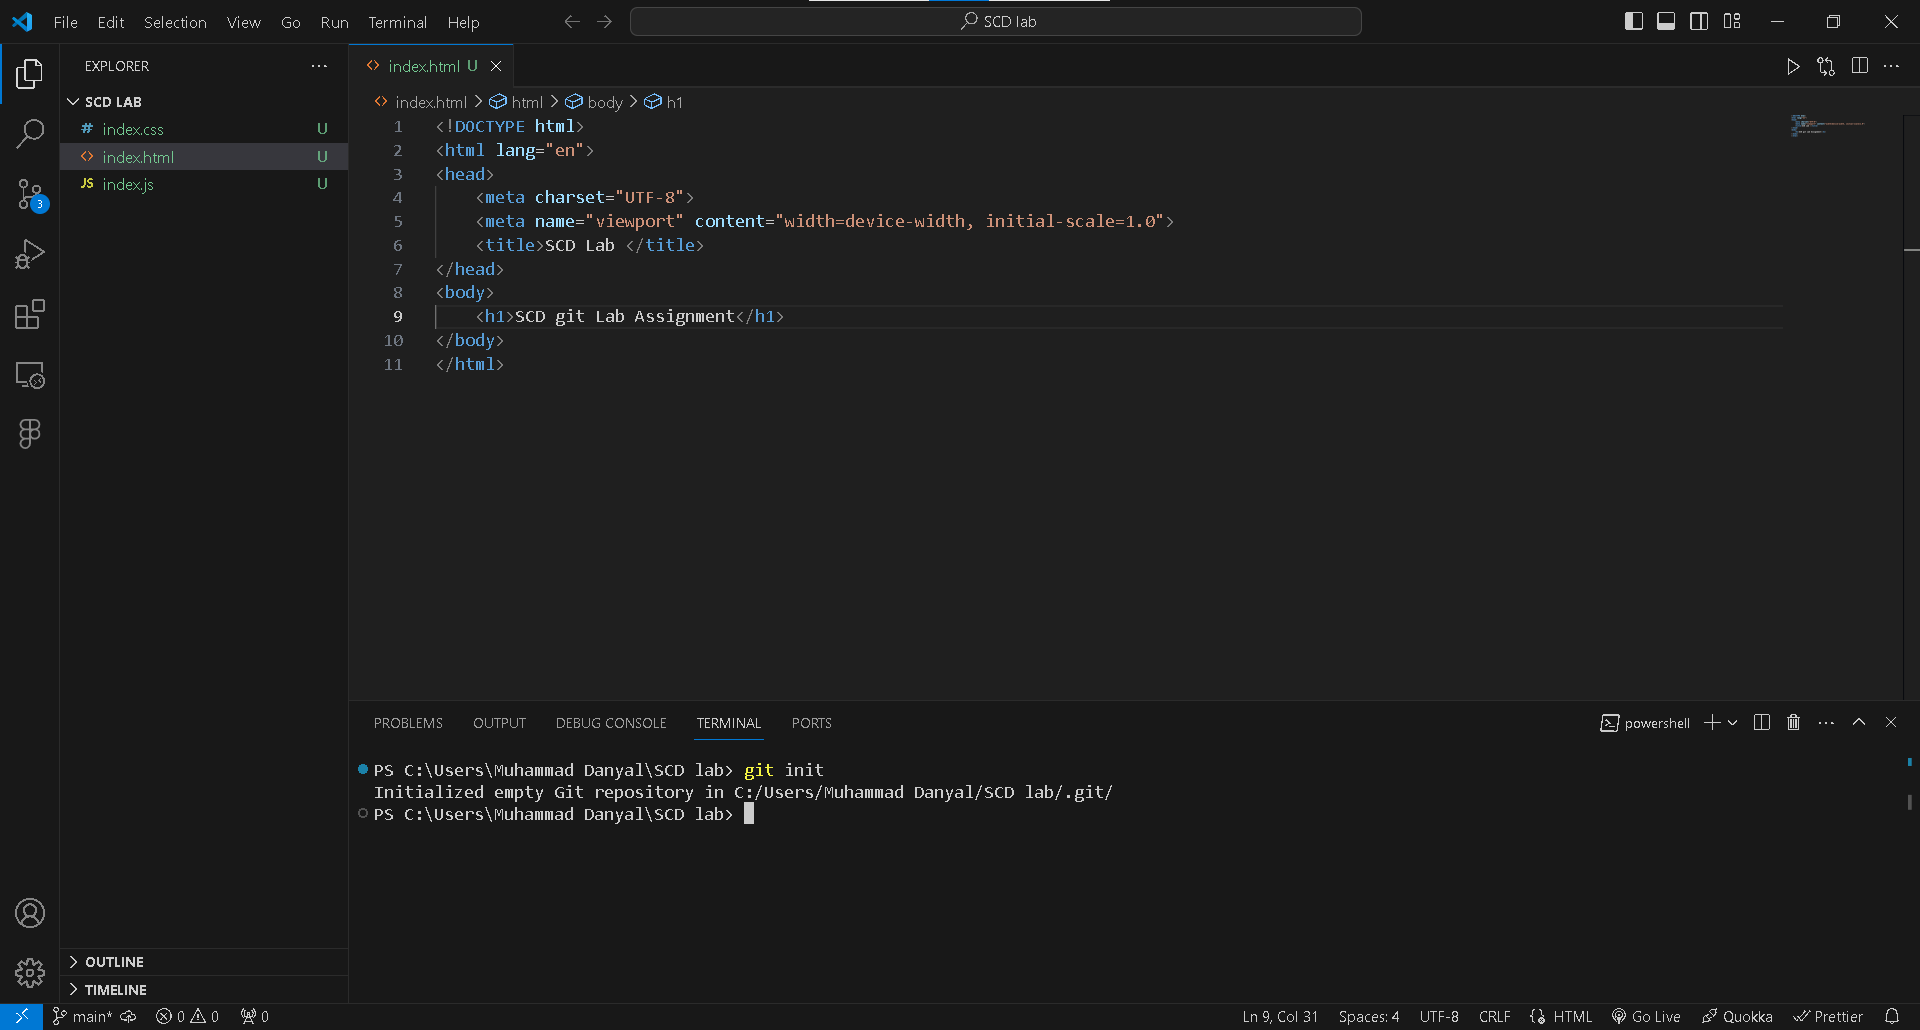 File Edit Selection View Go Run Terminal Help SCD lab
EXPLORER
SCD LAB
# index.css U
<> index.html U
JS index.js U
3
<> index.html U
<> index.html > html > body > h1
1 <!DOCTYPE html>
2 <html lang="en">
3 <head>
4 <meta charset="UTF-8">
5 <meta name="viewport" content="width=device-width, initial-scale=1.0">
6 <title>SCD Lab </title>
7 </head>
8 <body>
9 <h1>SCD git Lab Assignment</h1>
10 </body>
11 </html>
PROBLEMS OUTPUT DEBUG CONSOLE TERMINAL PORTS powershell
PS C:\Users\Muhammad Danyal\SCD lab> git init
Initialized empty Git repository in C:/Users/Muhammad Danyal/SCD lab/.git/
PS C:\Users\Muhammad Danyal\SCD lab>
OUTLINE
TIMELINE
main* 0 0 0 Ln 9, Col 31 Spaces: 4 UTF-8 CRLF HTML Go Live Quokka Prettier